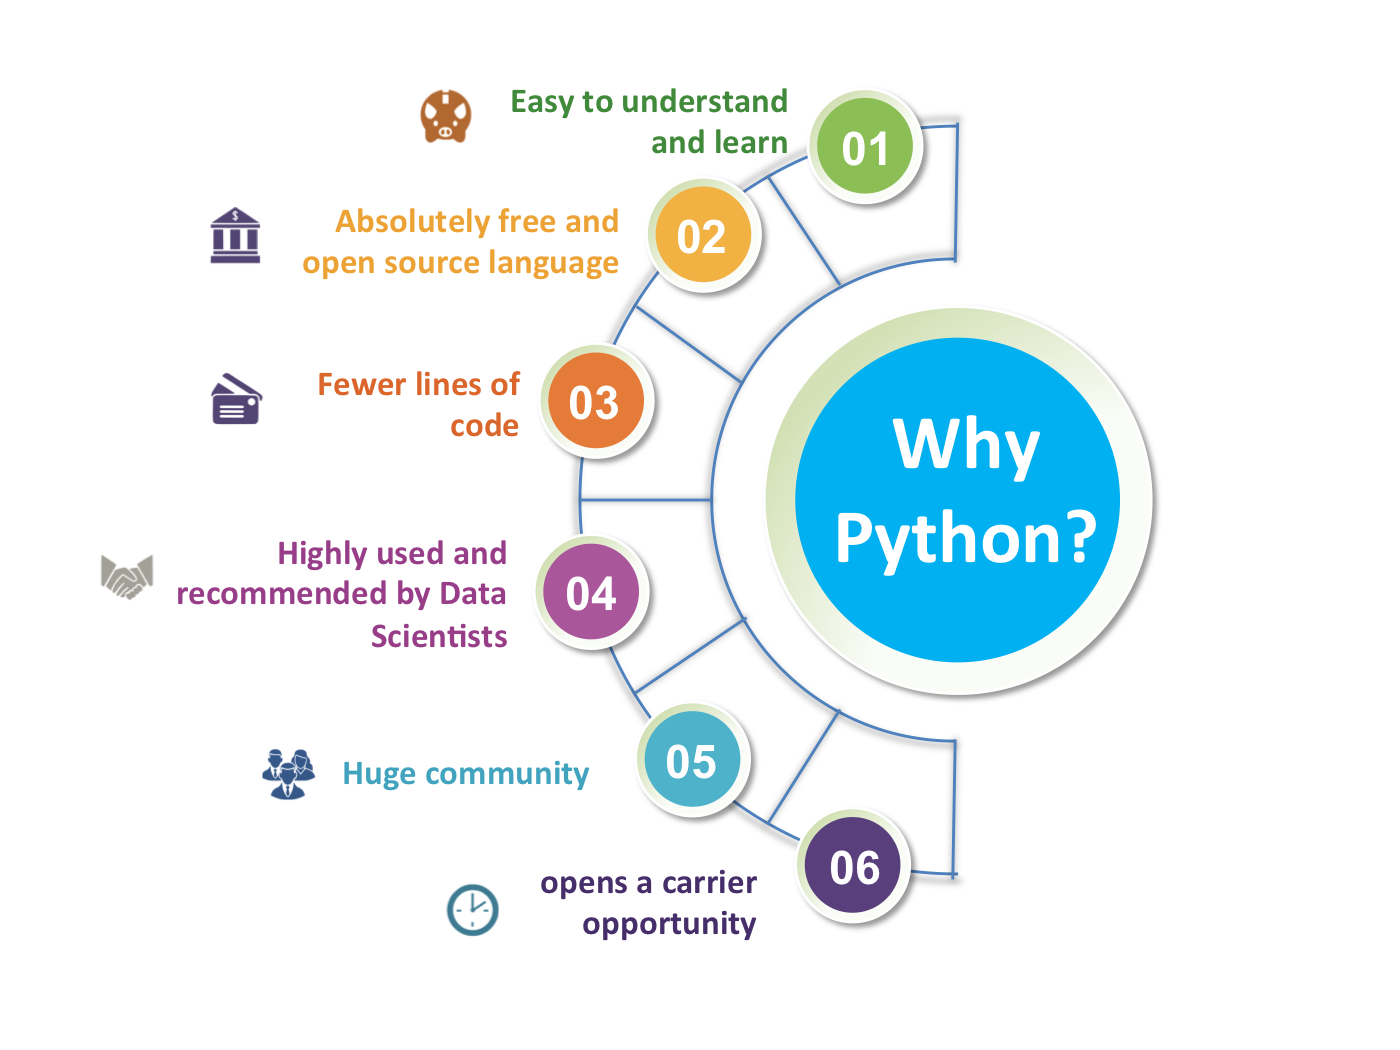 Easy to understand
and learn
01
Absolutely free and
open source language
02
$
Fewer lines of
code
03
Why
Python?
Highly used and
recommended by Data
Scientists
04
Huge community
05
opens a carrier
opportunity
06